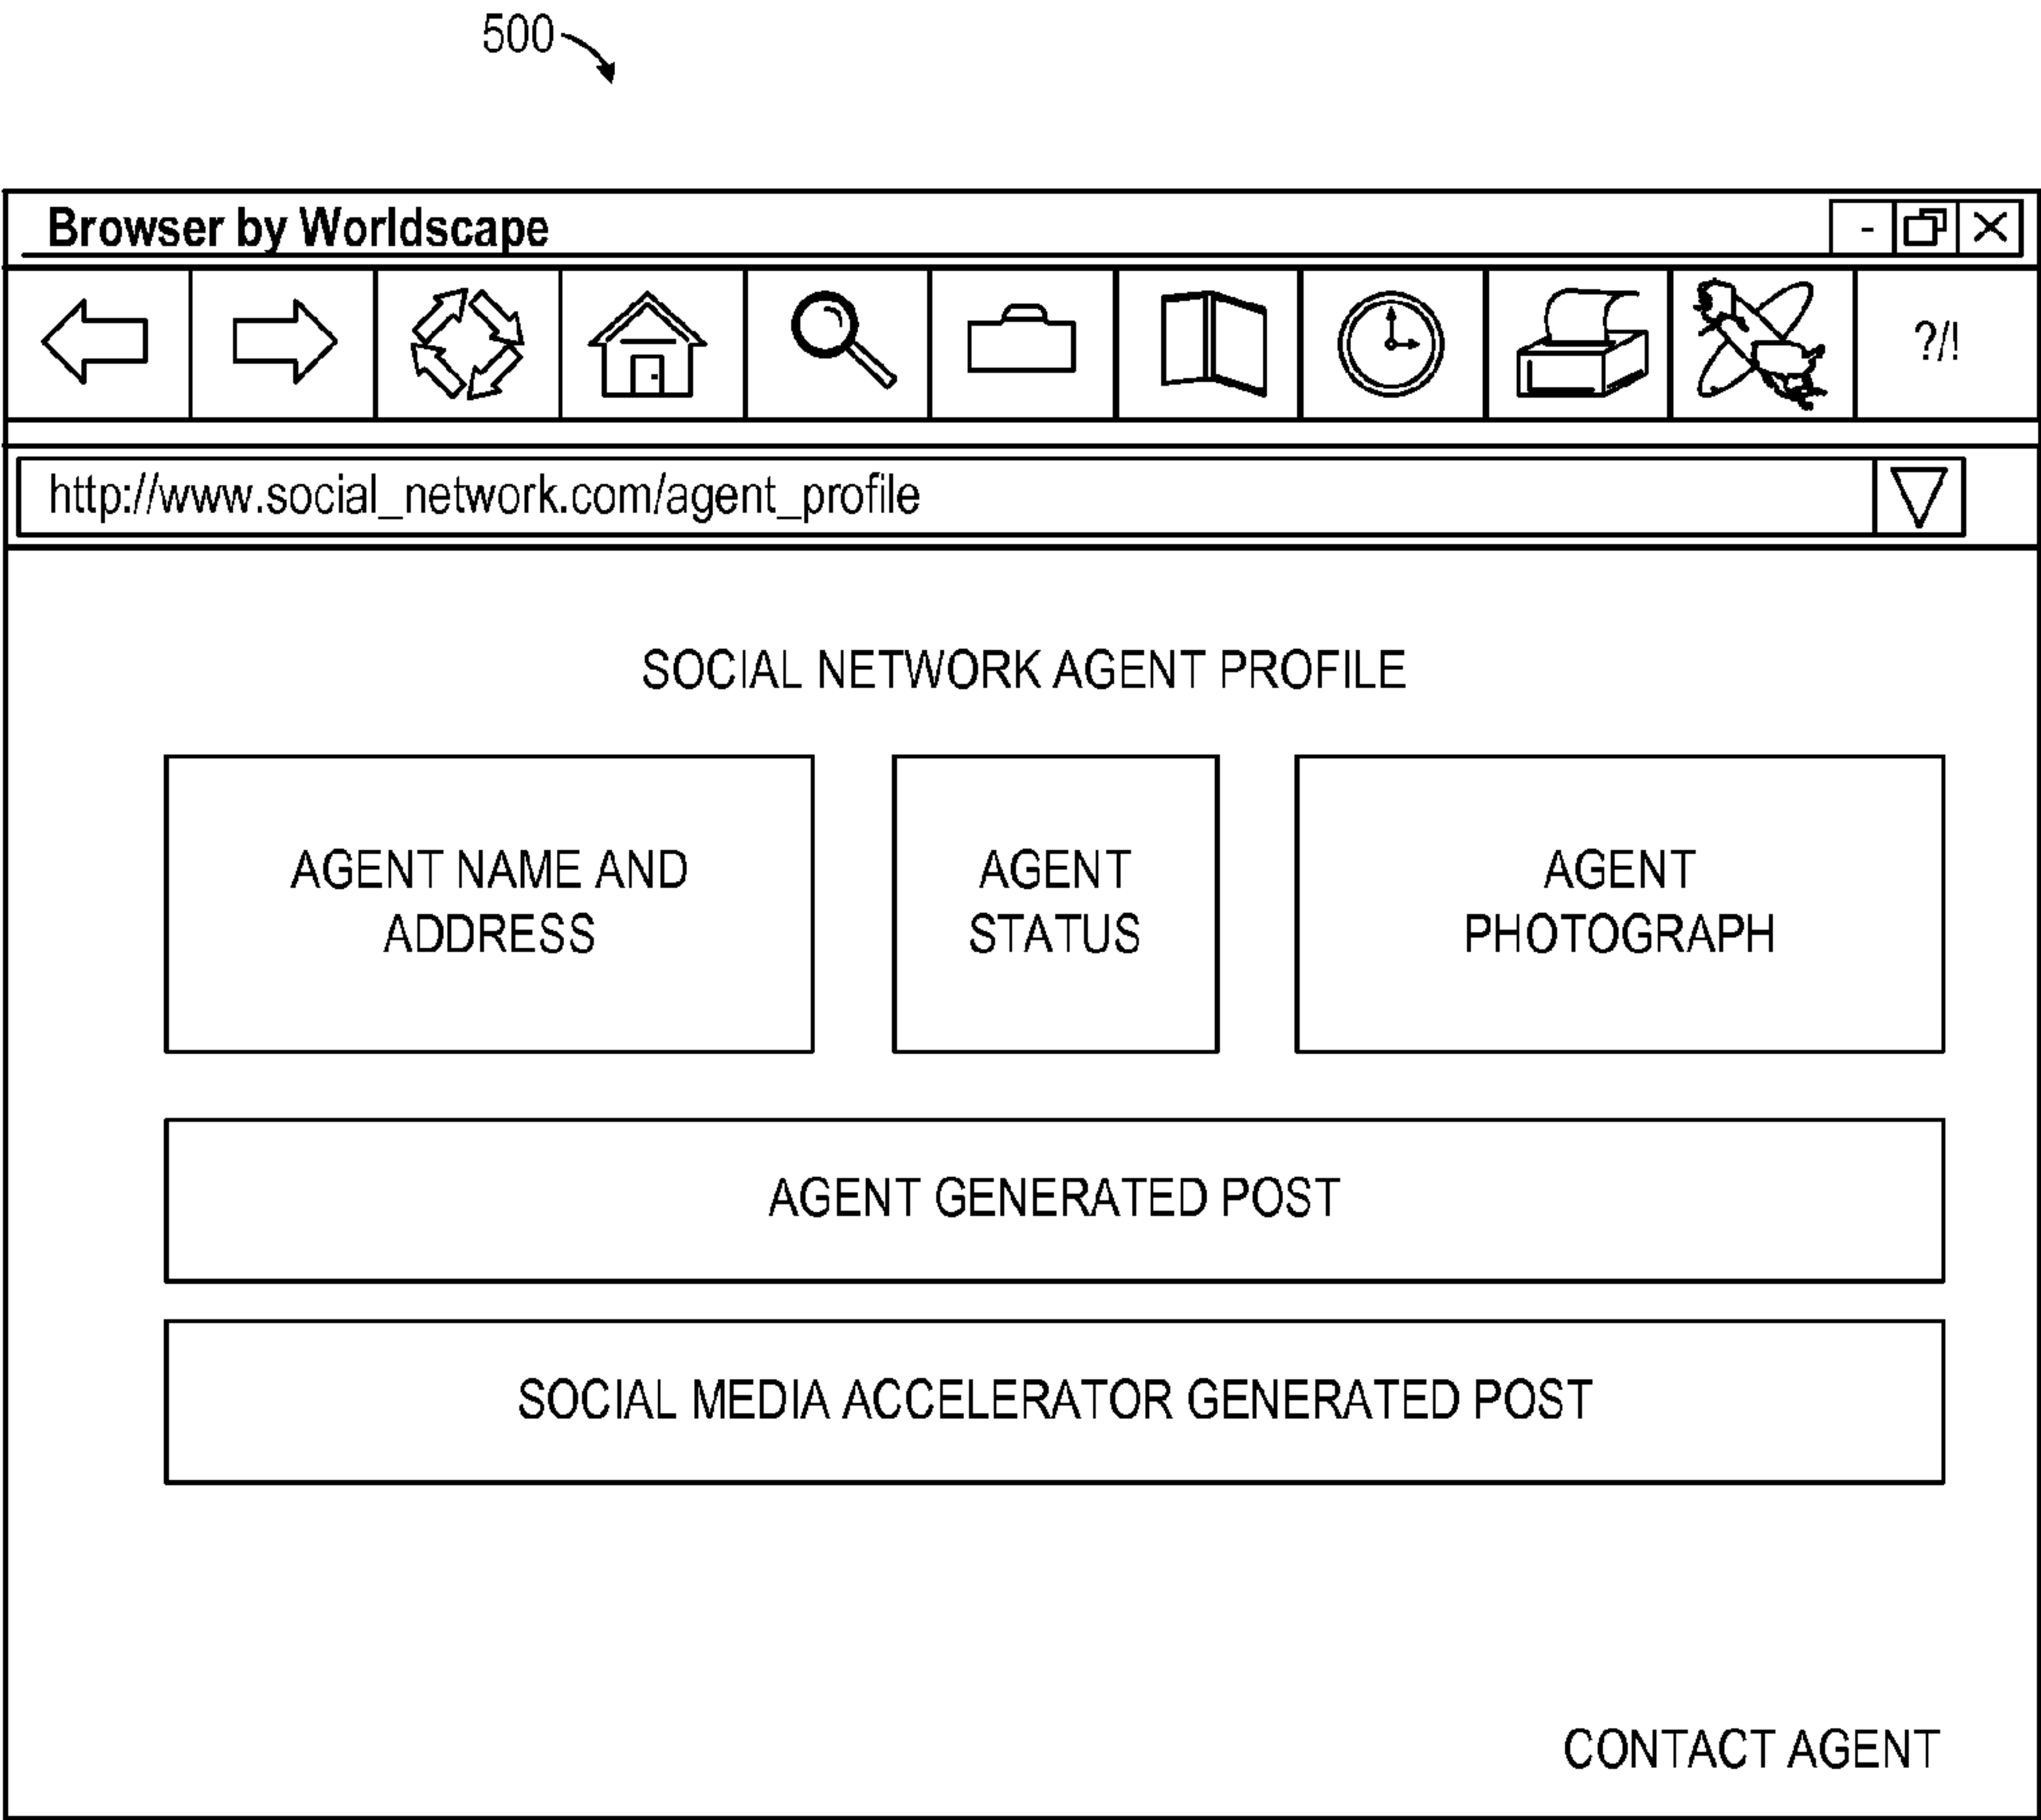 500
Browser by Worldscape
?/!
http://www.social_network.com/agent_profile
SOCIAL NETWORK AGENT PROFILE
AGENT NAME AND
ADDRESS
AGENT
STATUS
AGENT
PHOTOGRAPH
AGENT GENERATED POST
SOCIAL MEDIA ACCELERATOR GENERATED POST
CONTACT AGENT